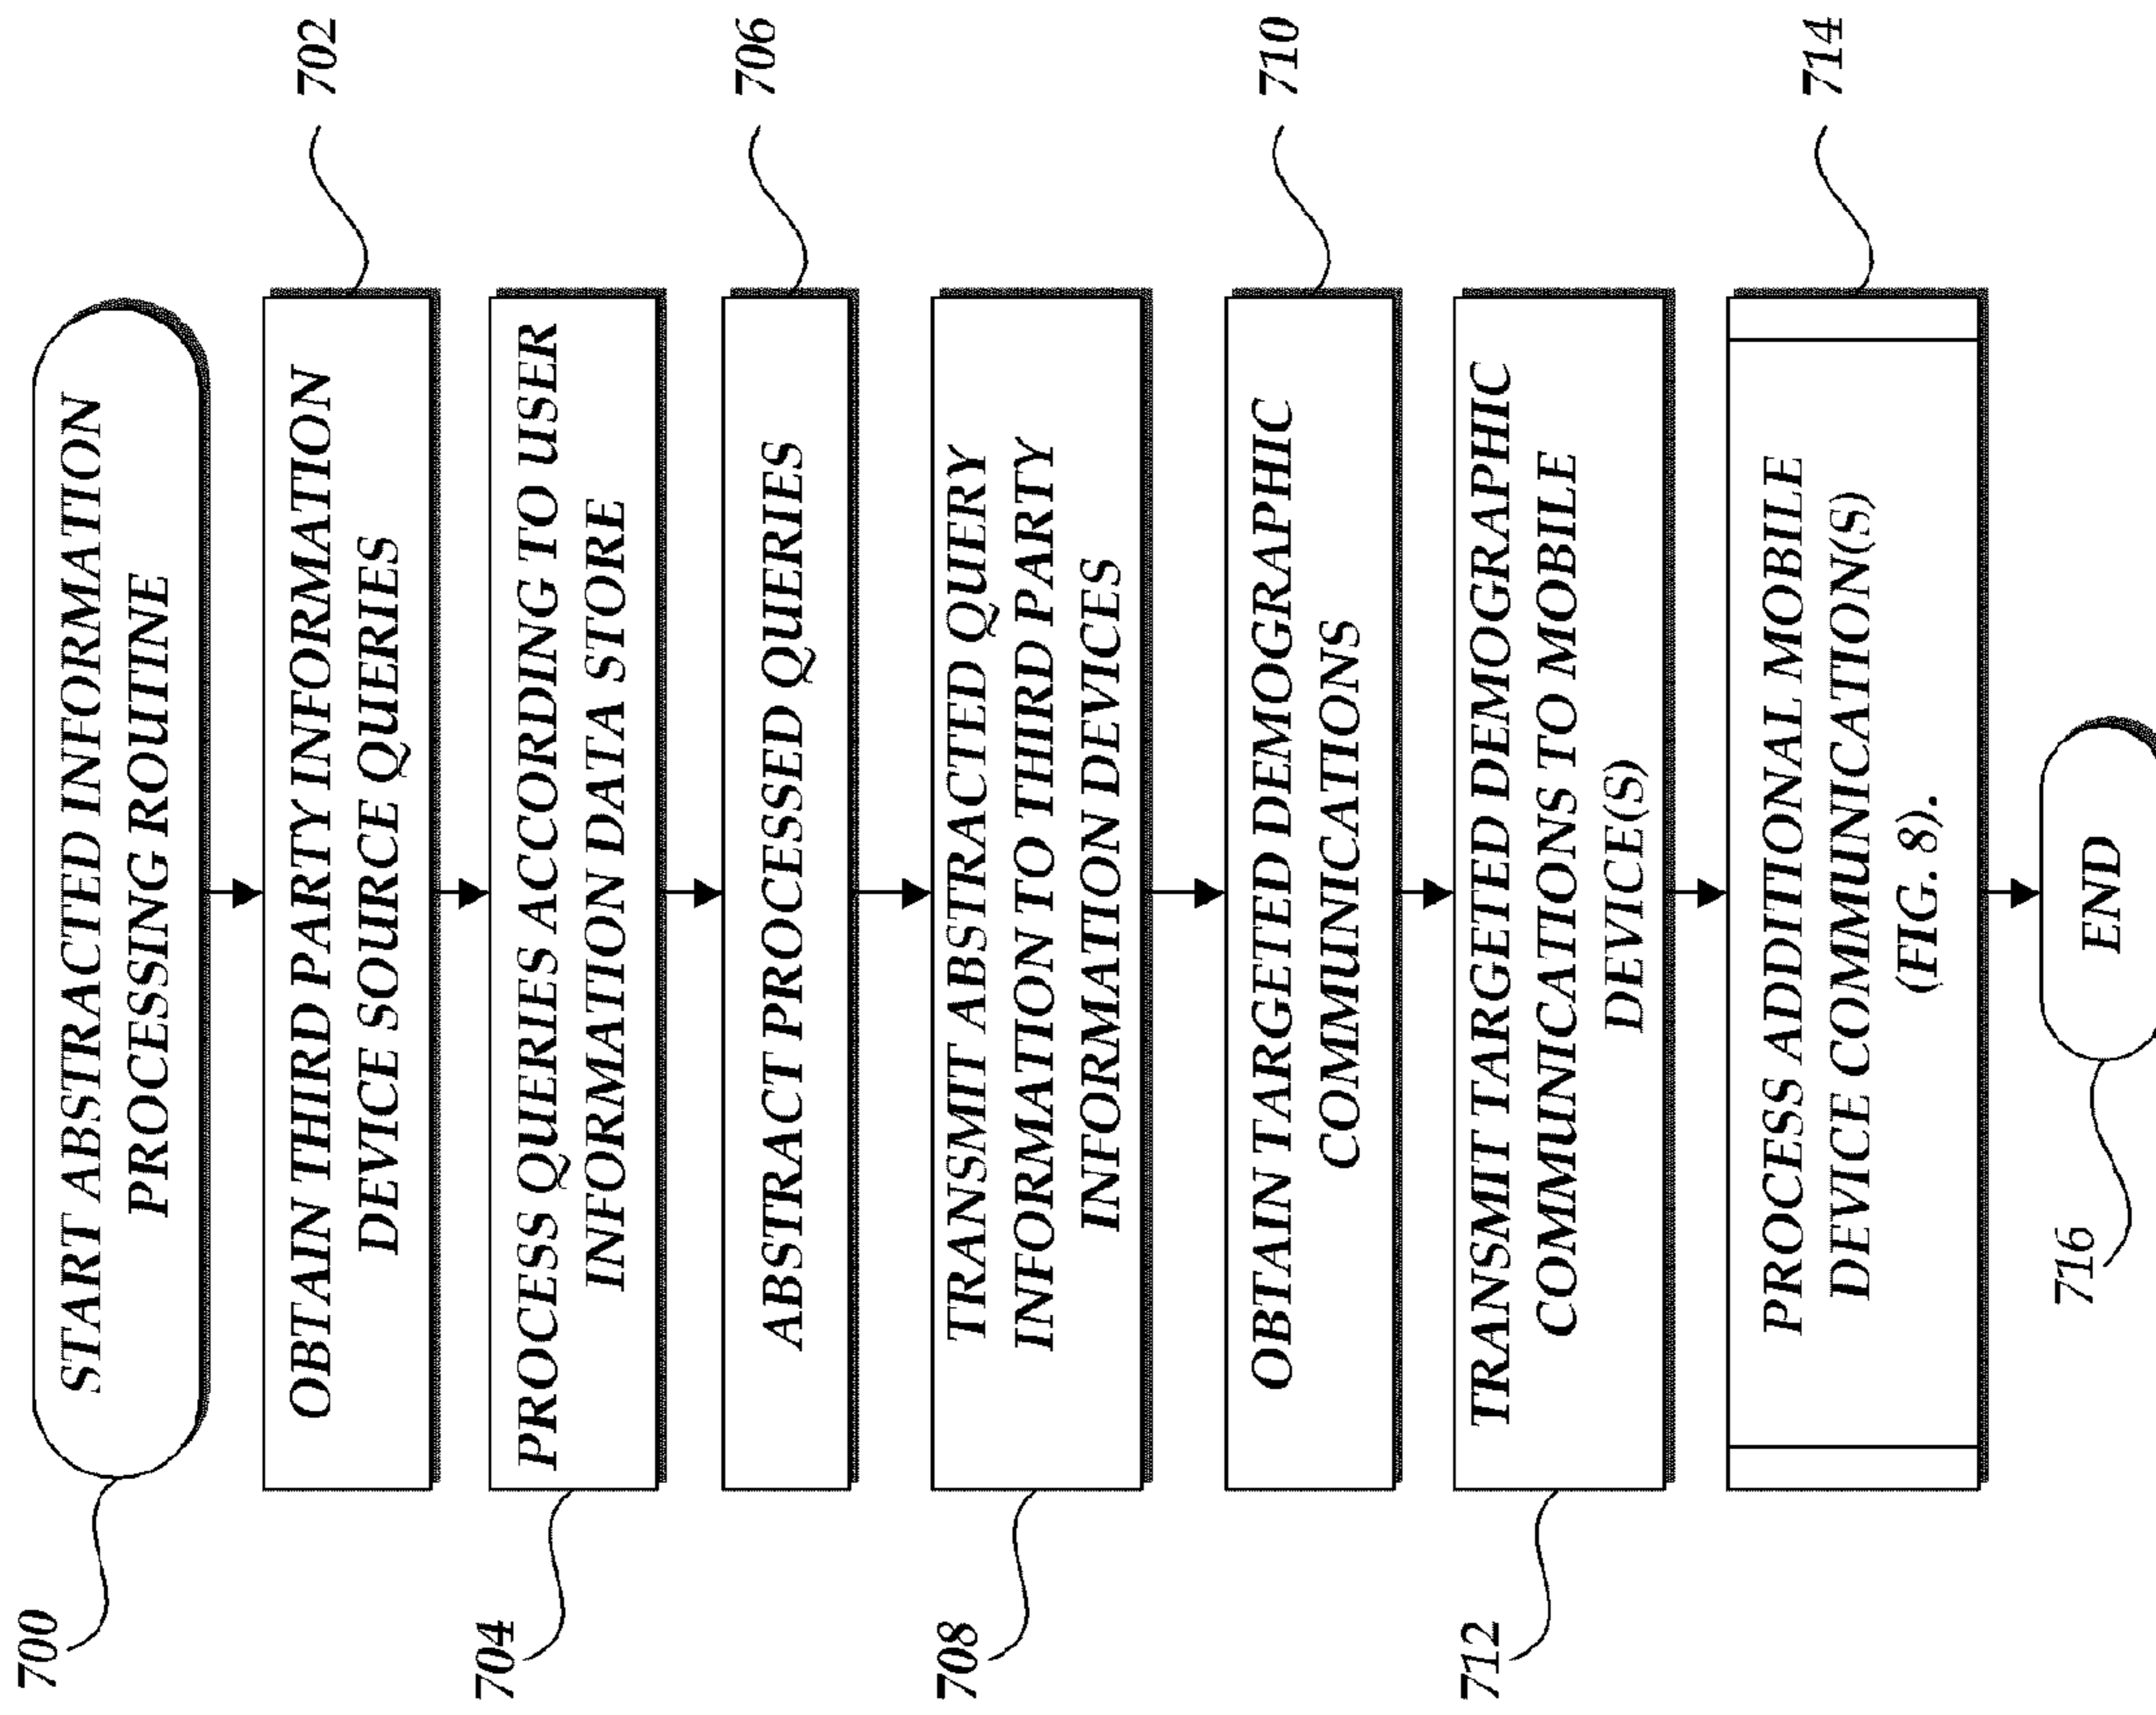 700
START ABSTRACTED INFORMATION
PROCESSING ROUTINE
702
OBTAIN THIRD PARTY INFORMATION
DEVICE SOURCE QUERIES
704
PROCESS QUERIES ACCORDING TO USER
INFORMATION DATA STORE
706
ABSTRACT PROCESSED QUERIES
708
TRANSMIT ABSTRACTED QUERY
INFORMATION TO THIRD PARTY
INFORMATION DEVICES
710
OBTAIN TARGETED DEMOGRAPHIC
COMMUNICATIONS
712
TRANSMIT TARGETED DEMOGRAPHIC
COMMUNICATIONS TO MOBILE
DEVICE(S)
714
PROCESS ADDITIONAL MOBILE
DEVICE COMMUNICATION(S)
(FIG. 8).
716
END